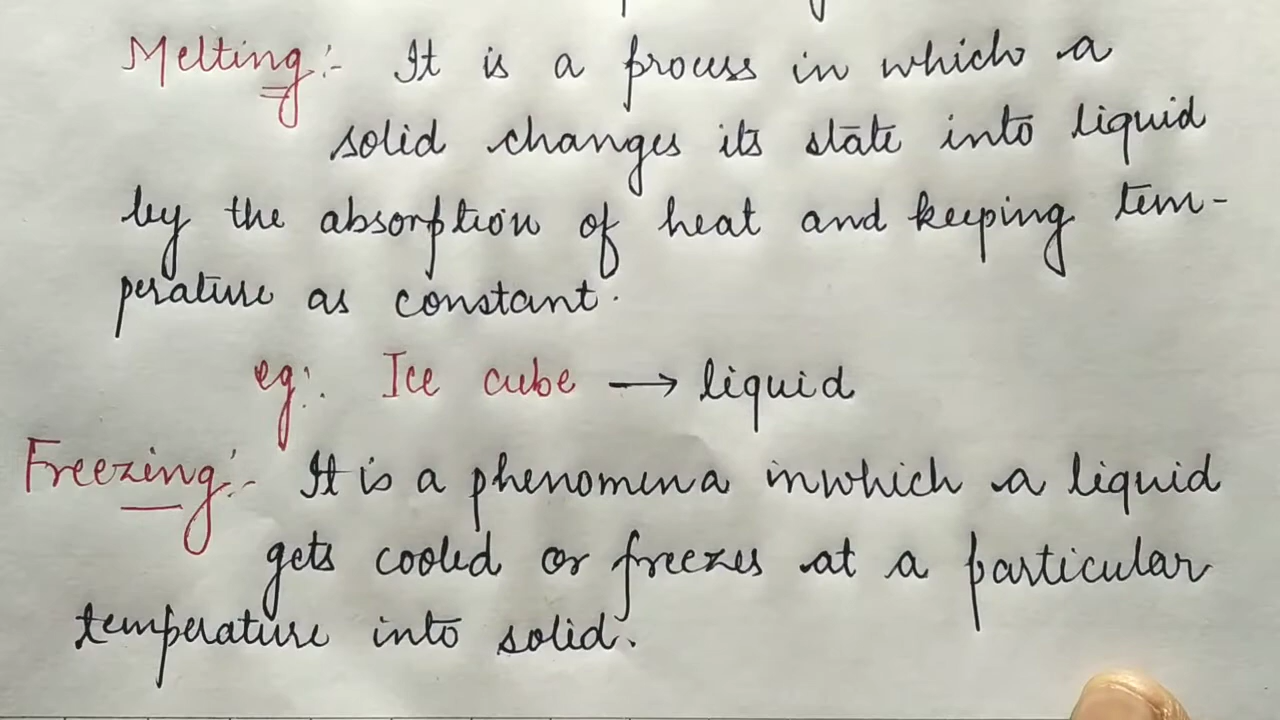 Melting:- It is a process in which a
solid changes its state into liquid
by the absorption of heat and keeping tem-
perature as constant.
eg:. Ice cube → liquid
Freezing:- It is a phenomena inwhich a liquid
gets cooled or freezes at a particular
temperature into solid.